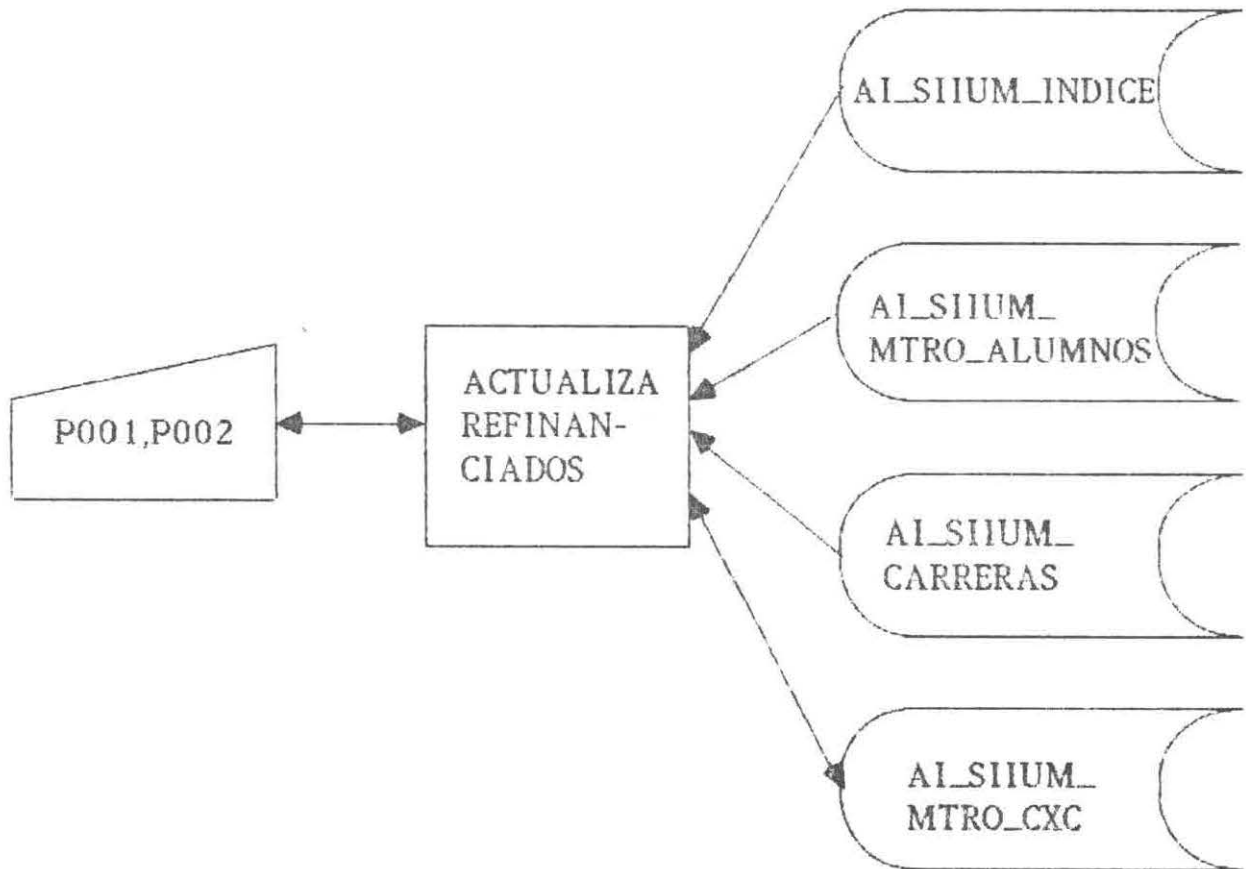 AI_SIIUM_INDICE
AI_SIIUM_
MTRO_ALUMNOS
P001,P002
ACTUALIZA
REFINAN-
CIADOS
AI_SIIUM_
CARRERAS
AI_SIIUM_
MTRO_CXC